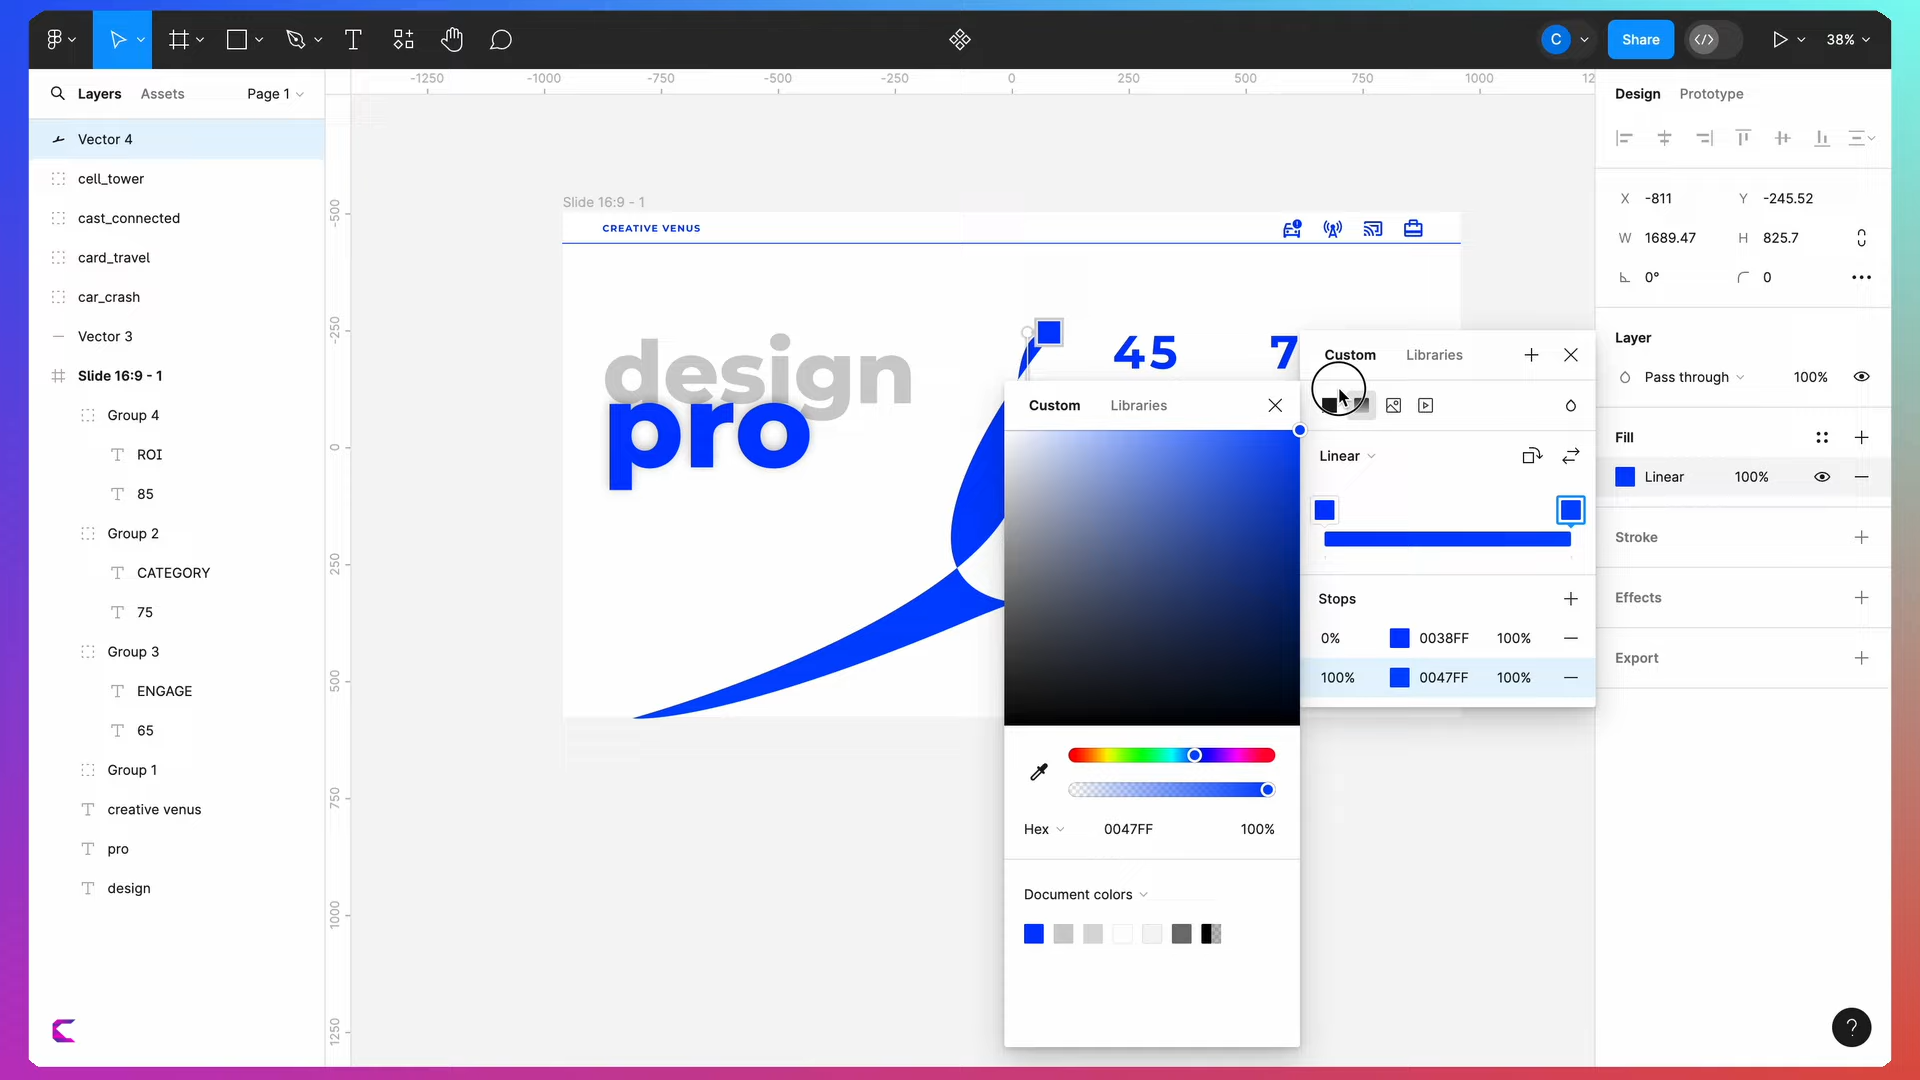 C
Share
</>
38%
Layers
Assets
Page 1
Vector 4
cell_tower
cast_connected
card_travel
car_crash
Vector 3
Slide 16:9 - 1
Group 4
ROI
85
Group 2
CATEGORY
75
Group 3
ENGAGE
65
Group 1
creative venus
pro
design
-1250
-1000
-750
-500
-250
0
250
500
750
1000
12
-500
-250
0
250
500
750
1000
1250
Slide 16:9 - 1
CREATIVE VENUS
design
pro
45
7
Custom
Libraries
Hex
0047FF
100%
Document colors
Custom
Libraries
Linear
Stops
0%
0038FF
100%
100%
0047FF
100%
Design
Prototype
X
-811
Y
-245.52
W
1689.47
H
825.7
0°
0
Layer
Pass through
100%
Fill
Linear
100%
Stroke
Effects
Export
?